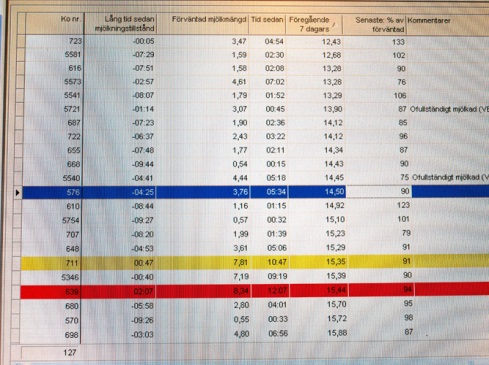 Ko nr. Lång tid sedan mjölkningstillstånd Förväntad mjölkmängd Tid sedan Föregående 7 dagars Senaste: % av förväntad Kommentarer
723 -00:05 3,47 04:54 12,43 133
5581 -07:29 1,59 02:30 12,68 102
616 -07:51 1,58 02:08 13,28 90
5573 -02:57 4,61 07:02 13,28 76
5541 -08:07 1,79 01:52 13,29 106
5721 -01:14 3,07 00:45 13,90 87 Ofullständigt mjölkad (VB
687 -07:23 1,90 02:36 14,12 85
722 -06:37 2,43 03:22 14,12 96
655 -07:48 1,77 02:11 14,34 87
668 -09:44 0,54 00:15 14,43 90
5540 -04:41 4,44 05:18 14,45 75 Ofullständigt mjölkad (V
576 -04:25 3,76 05:34 14,50 90
610 -08:44 1,16 01:15 14,92 123
5754 -09:27 0,57 00:32 15,10 101
707 -08:20 1,99 01:39 15,23 79
648 -04:53 3,61 05:06 15,29 91
711 00:47 7,81 10:47 15,35 91
5346 -00:40 7,19 09:19 15,39 90
639 02:07 9,34 12:07 15,44 94
680 -05:58 2,80 04:01 15,70 95
570 -09:26 0,55 00:33 15,72 98
698 -03:03 4,80 06:56 15,88 87
127